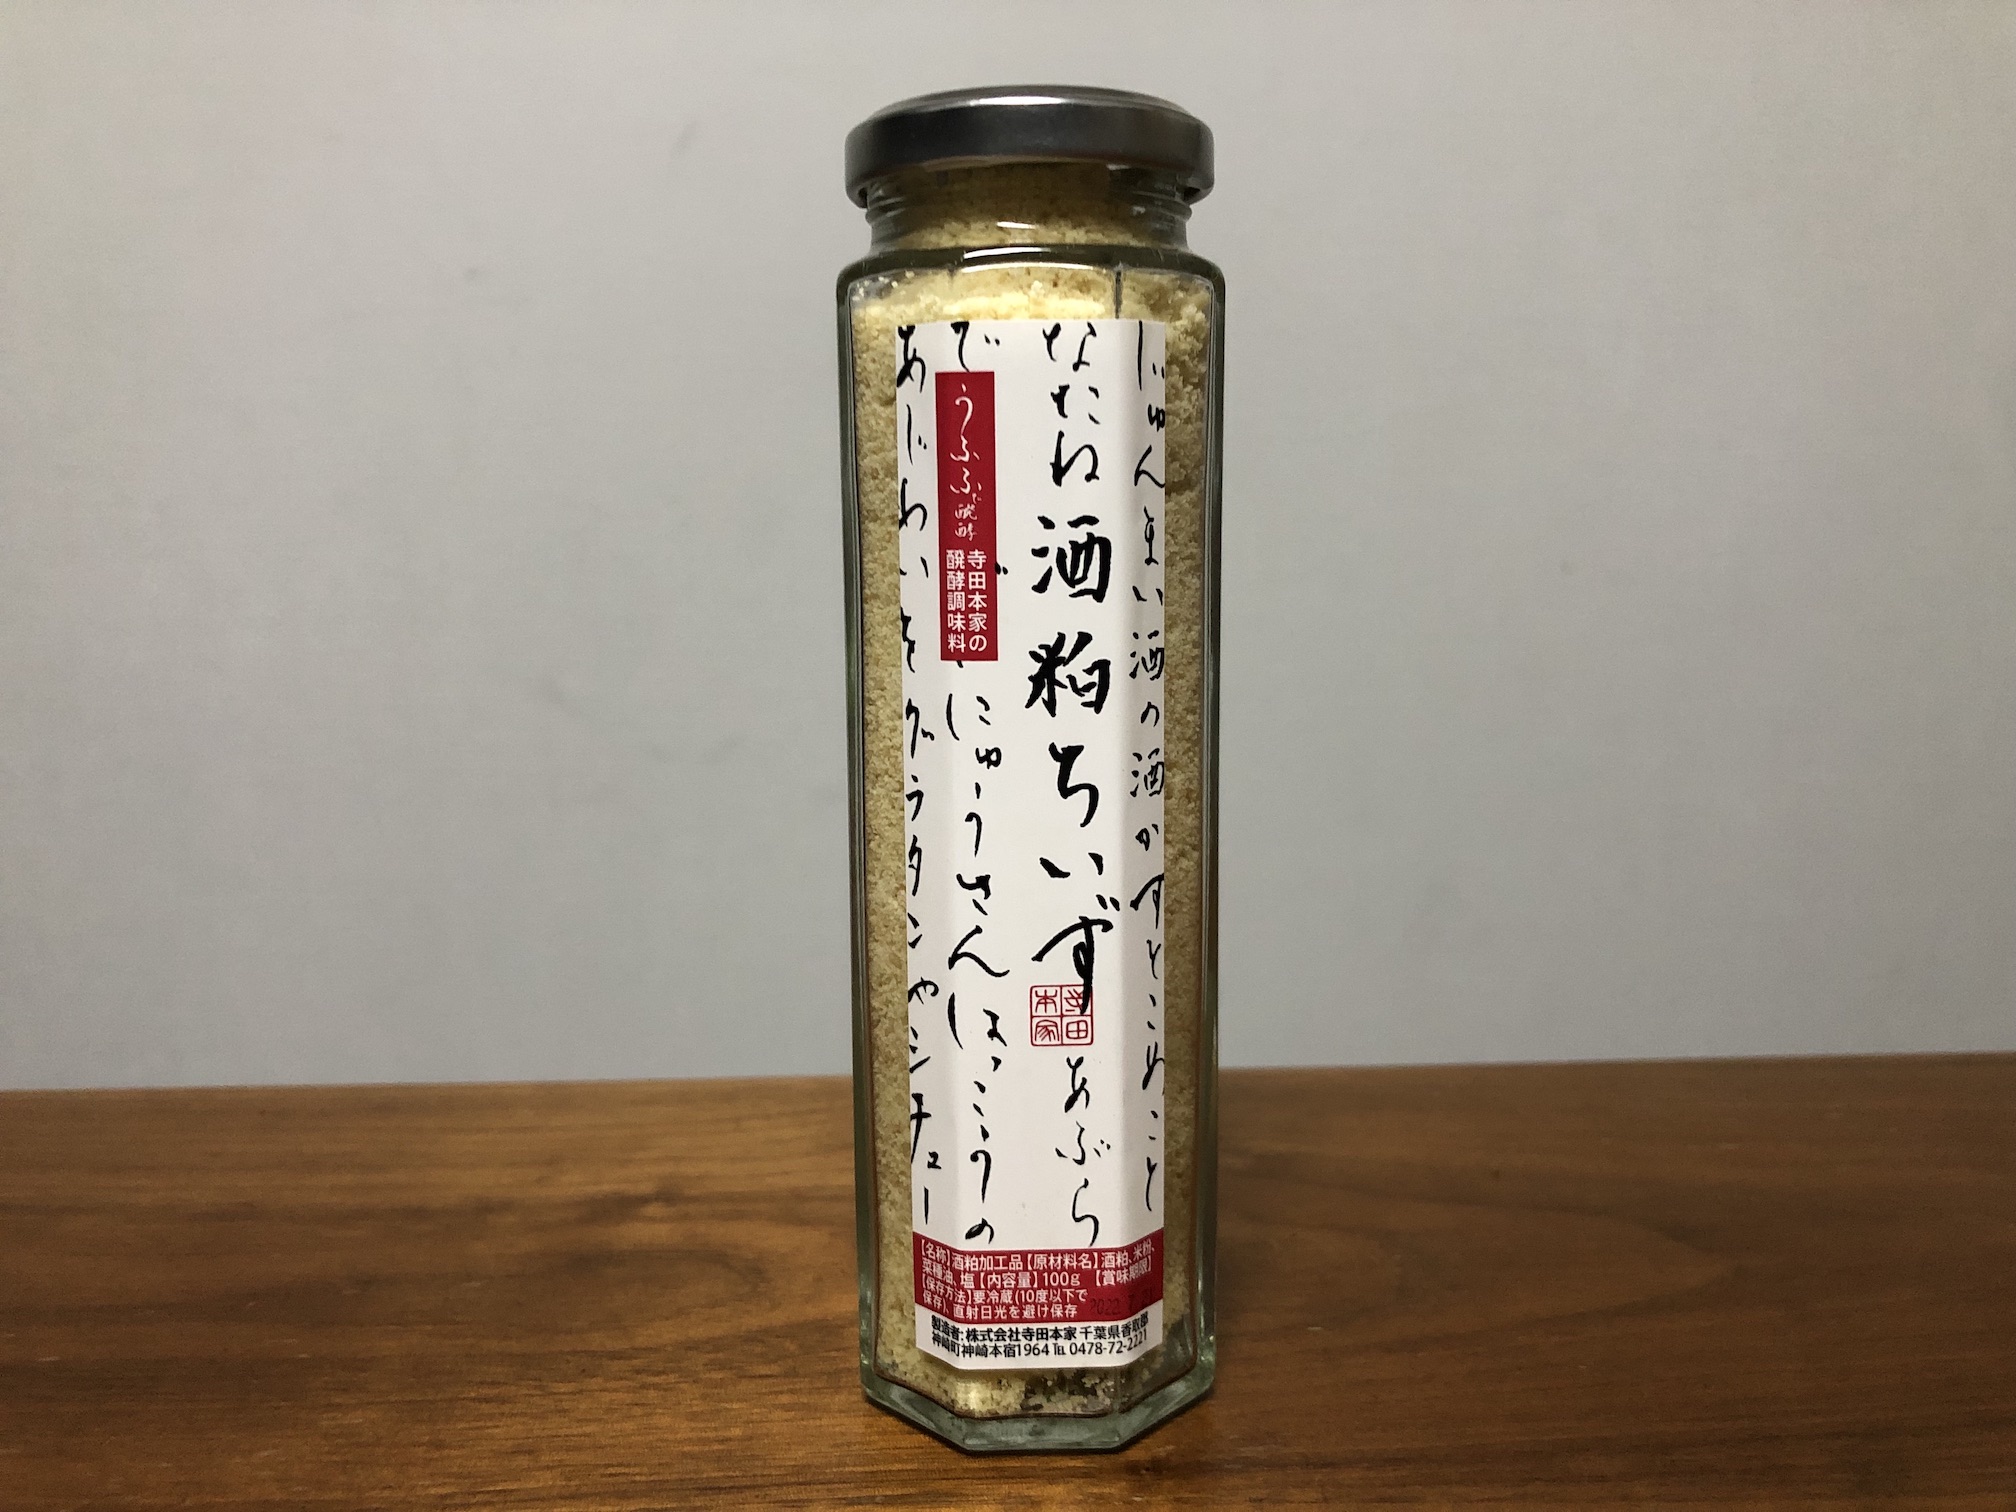 じゅんまい酒の酒かすとこめこと
なたね
酒粕ちいず
寺田本家
あぶら
で
うふふ
で醗酵
寺田本家の
醗酵調味料
にゅうさんはっこうの
あじわいをグラタンやシチュー
【名称】酒粕加工品【原材料名】酒粕、米粉、
菜種油、塩【内容量】100g 【賞味期限】
【保存方法】要冷蔵(10度以下で
保存)、直射日光を避け保存
製造者:株式会社寺田本家 千葉県香取郡
神崎町神崎本宿1964 ℡ 0478-72-2221